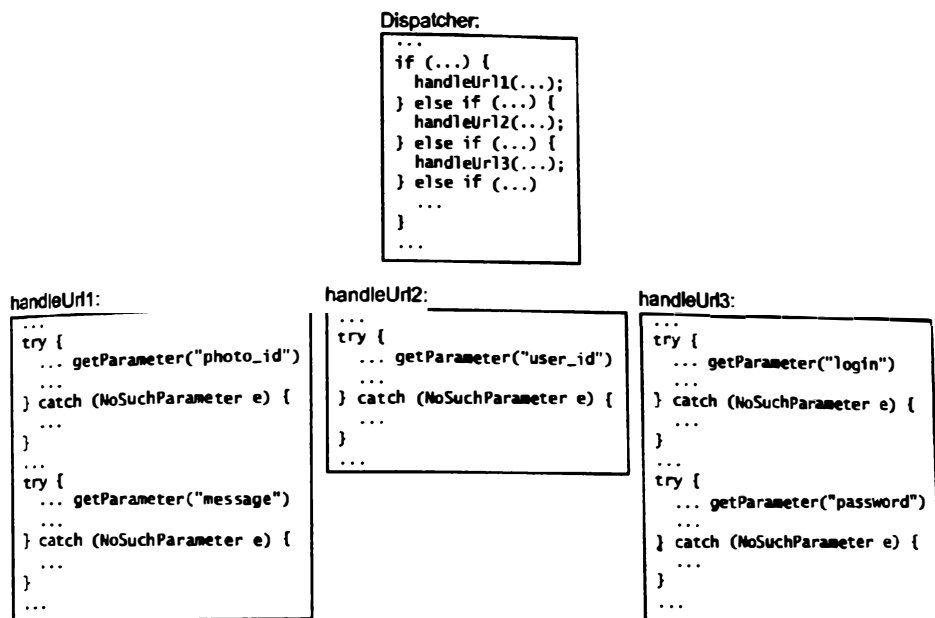 Dispatcher:
...
if (...) {
handleUrl1(...);
} else if (...) {
handleUrl2(...);
} else if (...) {
handleUrl3(...);
} else if (...)
...
}
...
handleUrl1:
...
try {
... getParameter("photo_id")
...
} catch (NoSuchParameter e) {
...
}
...
try {
... getParameter("message")
...
} catch (NoSuchParameter e) {
...
}
...
handleUrl2:
...
try {
... getParameter("user_id")
...
} catch (NoSuchParameter e) {
...
}
...
handleUrl3:
...
try {
... getParameter("login")
...
} catch (NoSuchParameter e) {
...
}
...
try {
... getParameter("password")
...
} catch (NoSuchParameter e) {
...
}
...